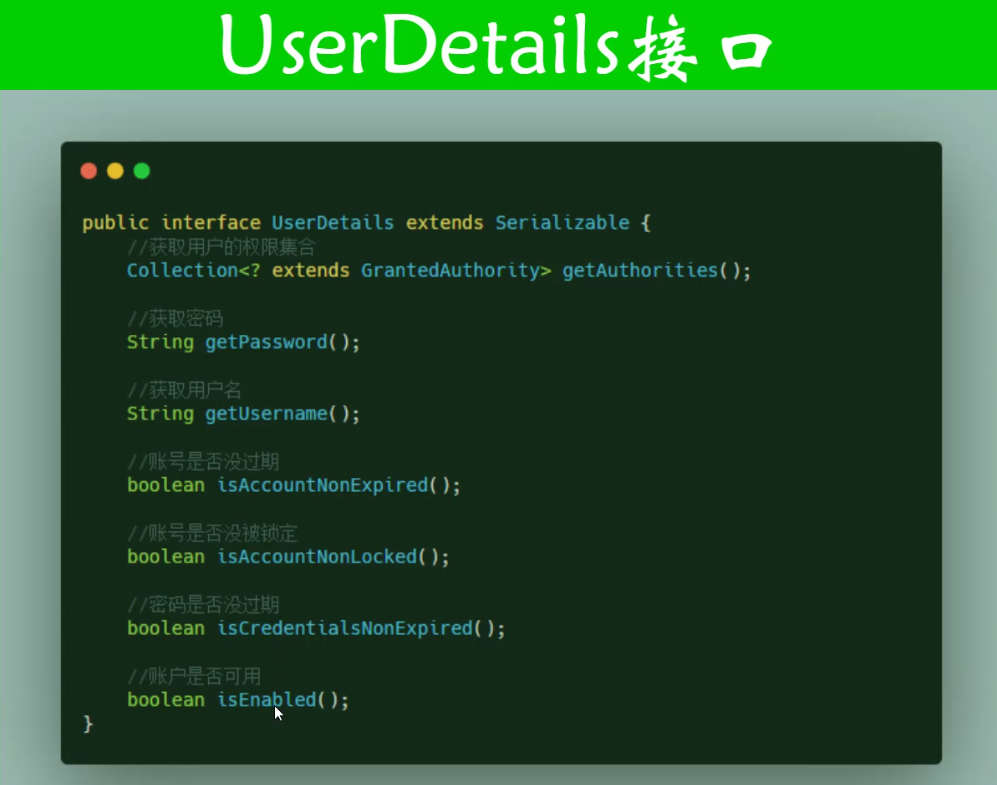 UserDetails接口
public interface UserDetails extends Serializable {
//获取用户的权限集合
Collection<? extends GrantedAuthority> getAuthorities();
//获取密码
String getPassword();
//获取用户名
String getUsername();
//账号是否没过期
boolean isAccountNonExpired();
//账号是否没被锁定
boolean isAccountNonLocked();
//密码是否没过期
boolean isCredentialsNonExpired();
//账户是否可用
boolean isEnabled();
}